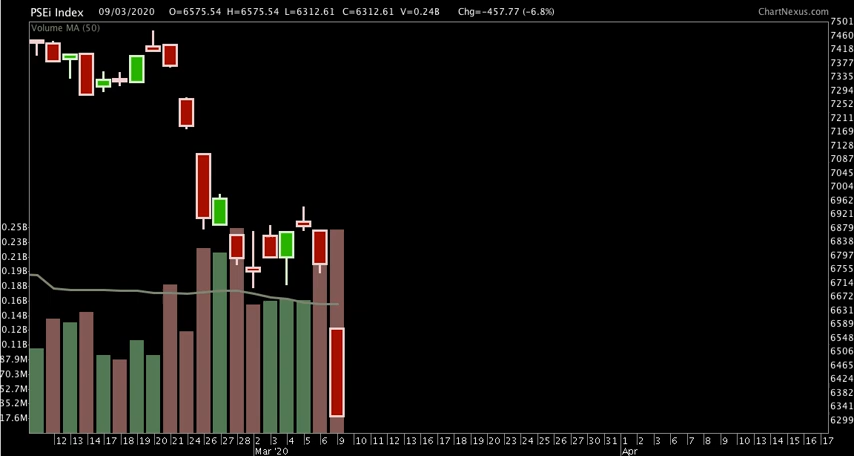 PSEi Index 09/03/2020 O=6575.54 H=6575.54 L=6312.61 C=6312.61 V=0.24B Chg=-457.77 (-6.8%) ChartNexus.com
Volume MA (50)
7501
7460
7418
7377
7335
7294
7252
7211
7169
7128
7087
7045
7004
6962
6921
6879
6838
6797
6755
6714
6672
6631
6589
6548
6506
6465
6424
6382
6341
6299
0.25B
0.23B
0.21B
0.19B
0.18B
0.16B
0.14B
0.12B
0.11B
87.9M
70.3M
52.7M
35.2M
17.6M
12 13 14 17 18 19 20 21 24 26 27 28 2 3 4 5 6 9 10 11 12 13 16 17 18 19 20 23 24 25 26 27 30 31 1 2 3 6 7 8 9 10 13 14 15 16 17
Mar '20 Apr